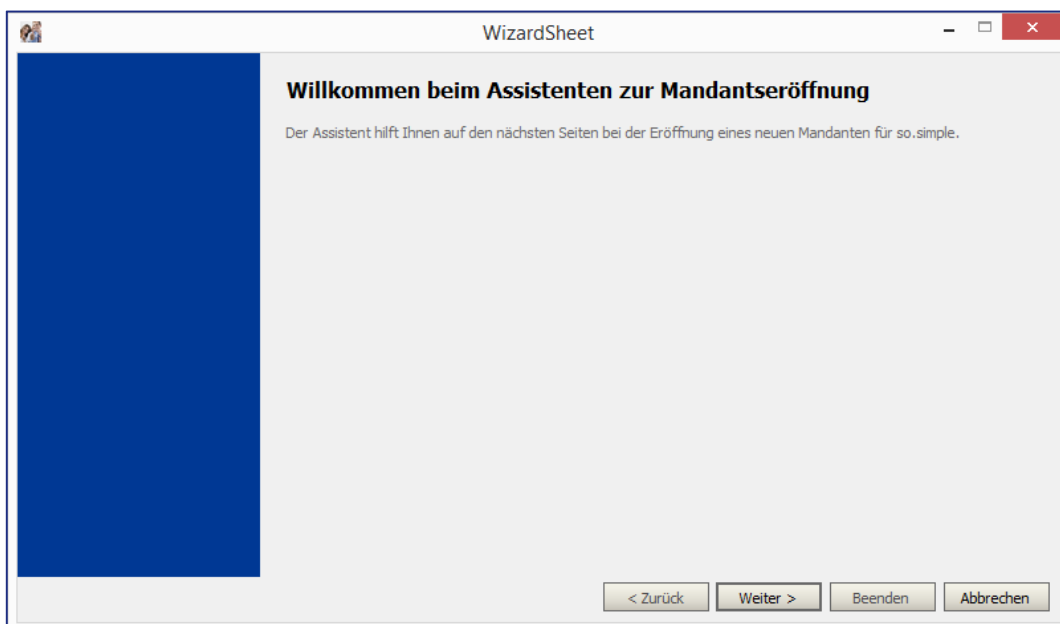 WizardSheet
Willkommen beim Assistenten zur Mandantseröffnung
Der Assistent hilft Ihnen auf den nächsten Seiten bei der Eröffnung eines neuen Mandanten für so.simple.
< Zurück Weiter > Beenden Abbrechen